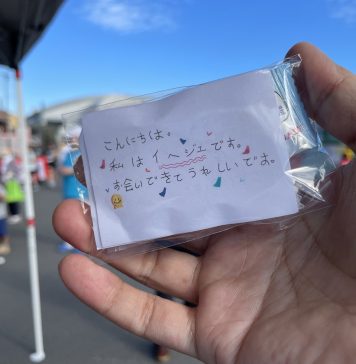 こんにちは。
私はイヘジェです。
お会いできてうれしいです。